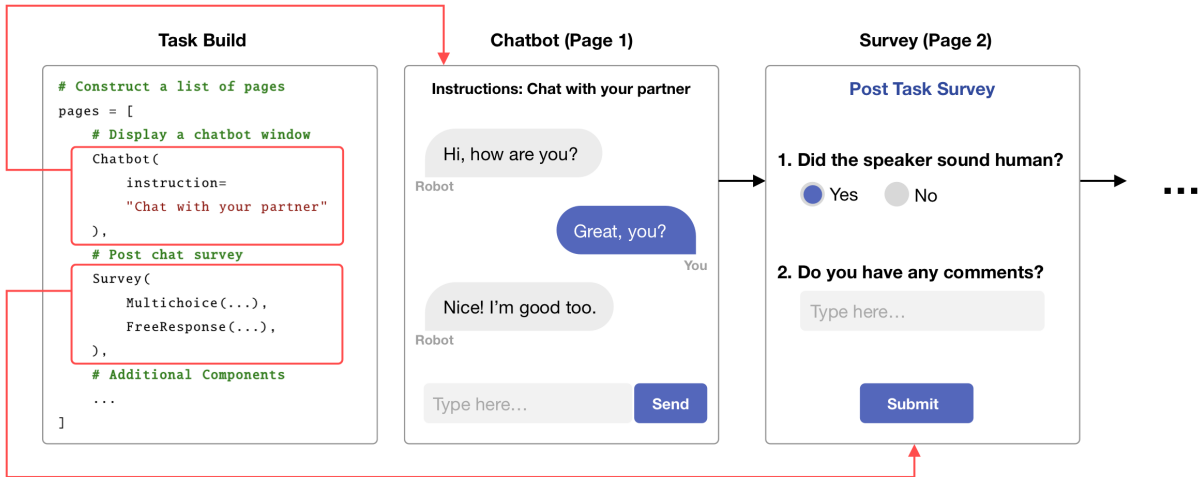 Task Build
# Construct a list of pages
pages = [
# Display a chatbot window
Chatbot(
instruction=
"Chat with your partner"
),
# Post chat survey
Survey(
Multichoice(...),
FreeResponse(...),
),
# Additional Components
...
]
Chatbot (Page 1)
Instructions: Chat with your partner
Hi, how are you?
Robot
Great, you?
You
Nice! I’m good too.
Robot
Type here…
Send
Survey (Page 2)
Post Task Survey
1. Did the speaker sound human?
Yes No
2. Do you have any comments?
Type here…
Submit
...